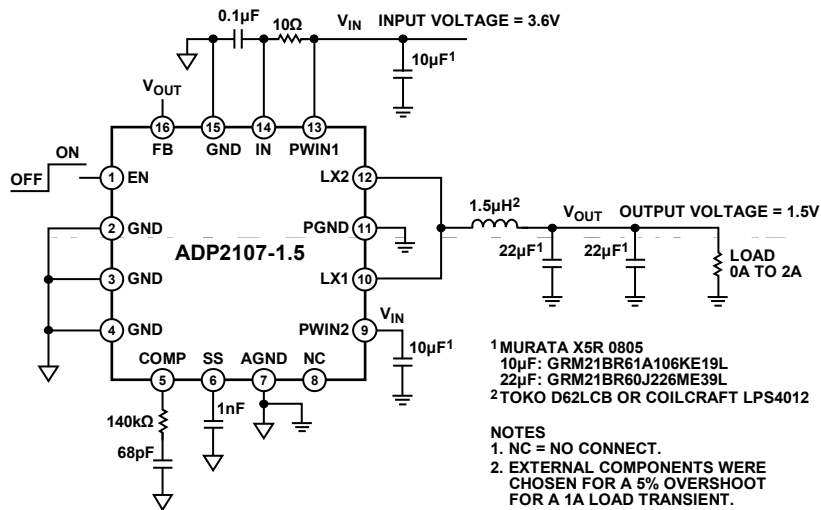 0.1µF
10Ω
VIN
INPUT VOLTAGE = 3.6V
10µF1
VOUT
16
15
14
13
FB
GND
IN
PWIN1
ON
OFF
1
EN
LX2
12
1.5µH2
VOUT
OUTPUT VOLTAGE = 1.5V
2
GND
PGND
11
ADP2107-1.5
22µF1
22µF1
LOAD
0A TO 2A
3
GND
LX1
10
VIN
4
GND
PWIN2
9
10µF1
COMP
SS
AGND
NC
5
6
7
8
140kΩ
1nF
68pF
1 MURATA X5R 0805
10µF: GRM21BR61A106KE19L
22µF: GRM21BR60J226ME39L
2 TOKO D62LCB OR COILCRAFT LPS4012
NOTES
1. NC = NO CONNECT.
2. EXTERNAL COMPONENTS WERE
CHOSEN FOR A 5% OVERSHOOT
FOR A 1A LOAD TRANSIENT.